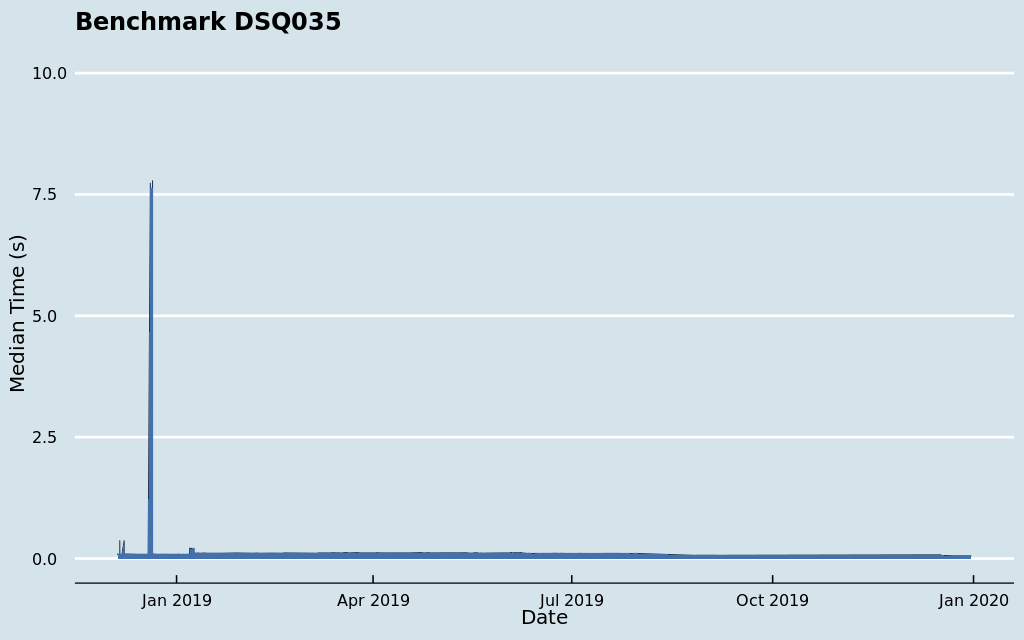 Benchmark DSQ035
10.0
7.5
5.0
2.5
0.0
Median Time (s)
Jan 2019
Apr 2019
Jul 2019
Oct 2019
Jan 2020
Date